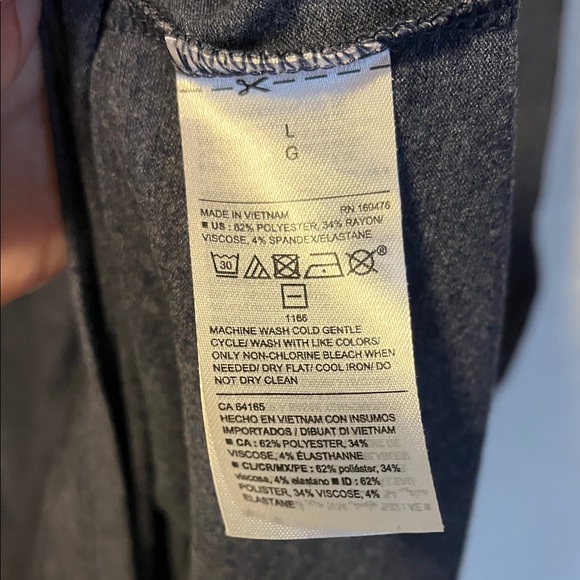 L
G
MADE IN VIETNAM RN 160476
■ US : 62% POLYESTER, 34% RAYON/
VISCOSE, 4% SPANDEX/ELASTANE
30
1166
MACHINE WASH COLD GENTLE
CYCLE/ WASH WITH LIKE COLORS/
ONLY NON-CHLORINE BLEACH WHEN
NEEDED/ DRY FLAT/ COOL IRON/ DO
NOT DRY CLEAN
CA 54165
HECHO EN VIETNAM CON INSUMOS
IMPORTADOS / DIBUAT DI VIETNAM
■ CA : 62% POLYESTER, 34%
VISCOSE, 4% ÉLASTHANNE
■ CL/CR/MX/PE : 62% poliéster, 34%
viscosa, 4% elastano ■ ID : 62%
POLISTER, 34% VISCOSE, 4%
ELASTANE